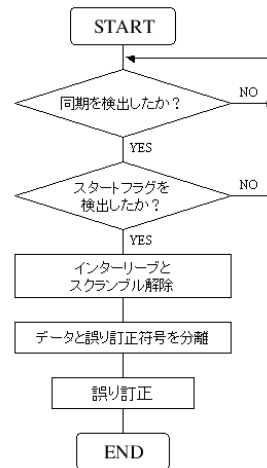 START
同期を検出したか？
NO
YES
スタートフラグを
検出したか？
NO
YES
インターリーブと
スクランブル解除
データと誤り訂正符号を分離
誤り訂正
END